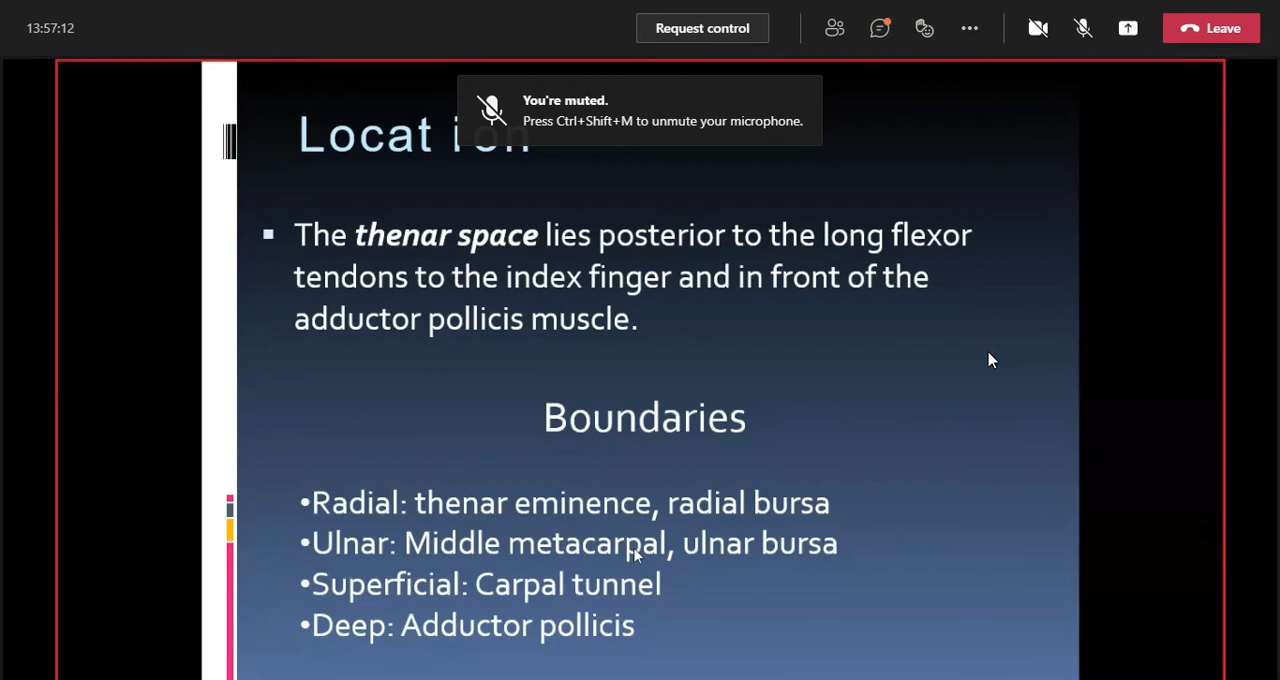 13:57:12
Request control
Leave
You're muted.
Press Ctrl+Shift+M to unmute your microphone.
Locat ion
▪ The thenar space lies posterior to the long flexor
tendons to the index finger and in front of the
adductor pollicis muscle.
Boundaries
•Radial: thenar eminence, radial bursa
•Ulnar: Middle metacarpal, ulnar bursa
•Superficial: Carpal tunnel
•Deep: Adductor pollicis